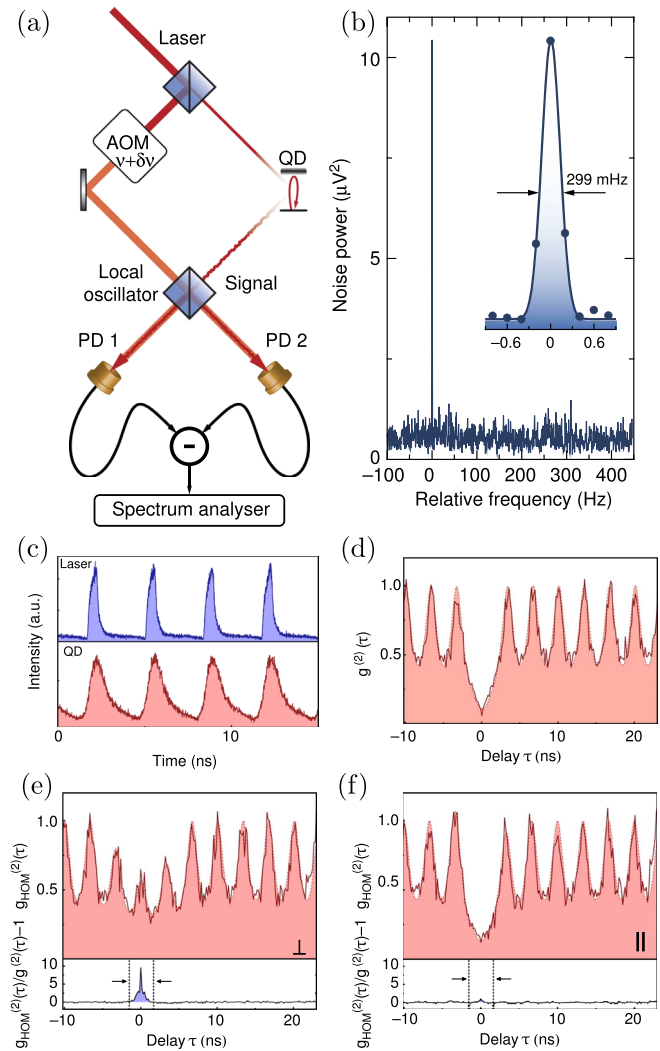 (a)
Laser
AOM
ν+δν
QD
Local
oscillator
Signal
PD 1
PD 2
-
Spectrum analyser
(b)
Noise power (μV²)
10
5
0
299 mHz
−0.6 0 0.6
−100 0 100 200 300 400
Relative frequency (Hz)
(c)
Laser
QD
Intensity (a.u.)
0 10
Time (ns)
(d)
g⁽²⁾(τ)
1.0
0.5
−10 0 10 20
Delay τ (ns)
(e)
g_HOM⁽²⁾(τ)
1.0
0.5
⊥
g_HOM⁽²⁾(τ)/g⁽²⁾(τ)−1
10
5
0
−10 0 10 20
Delay τ (ns)
(f)
g_HOM⁽²⁾(τ)
1.0
0.5
||
g_HOM⁽²⁾(τ)/g⁽²⁾(τ)−1
10
5
0
−10 0 10 20
Delay τ (ns)